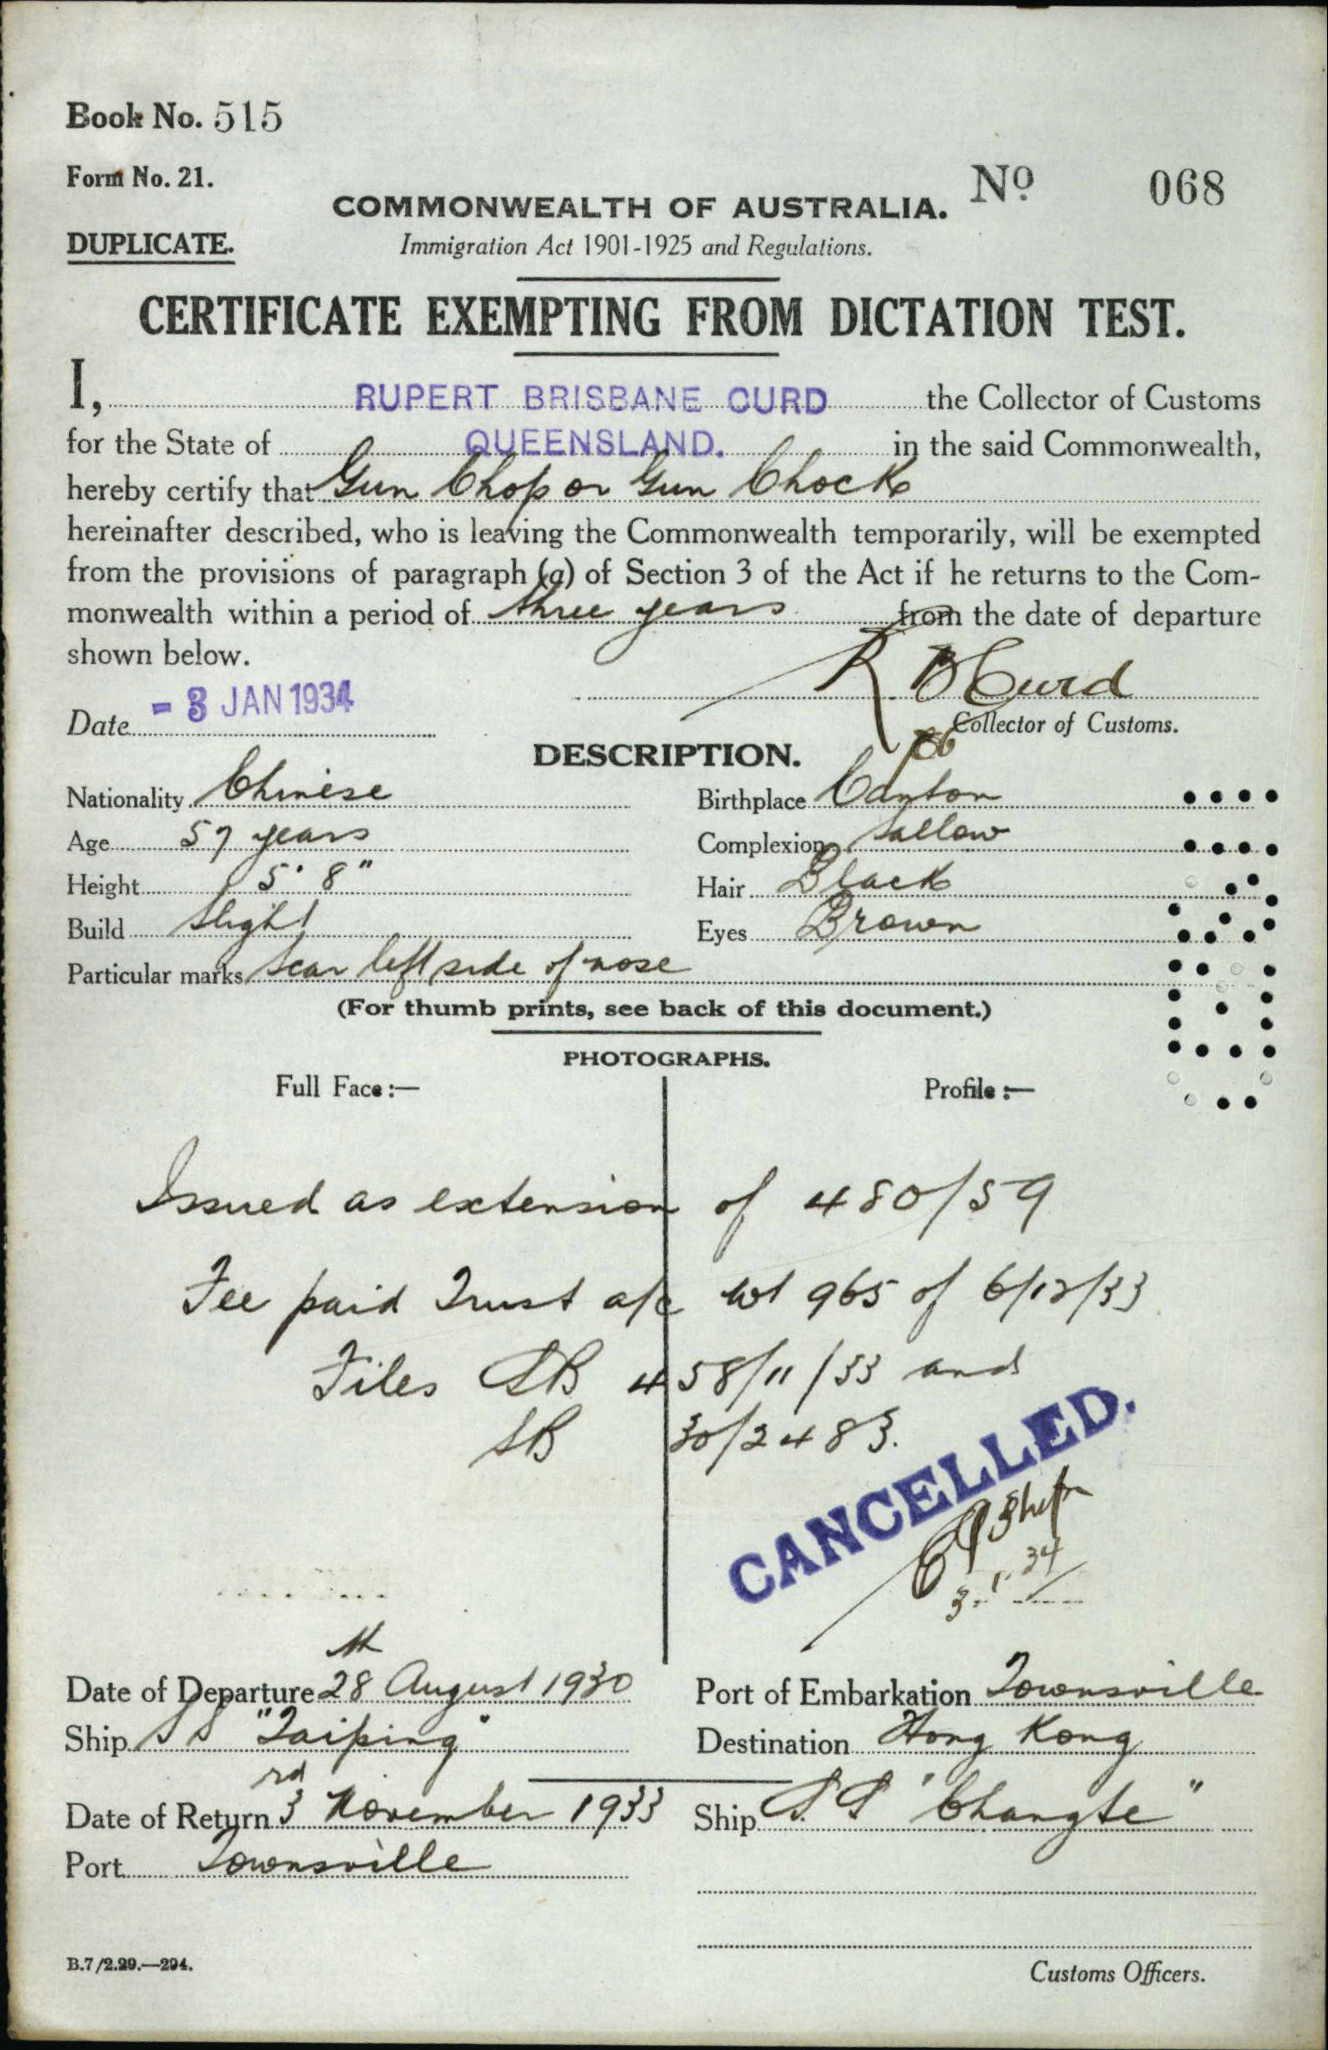 Book No. 515
Form No. 21.
No 068
COMMONWEALTH OF AUSTRALIA.
DUPLICATE.
Immigration Act 1901-1925 and Regulations.
CERTIFICATE EXEMPTING FROM DICTATION TEST.
I, RUPERT BRISBANE CURD the Collector of Customs
for the State of QUEENSLAND. in the said Commonwealth,
hereby certify that Gun Chop or Gun Chock
hereinafter described, who is leaving the Commonwealth temporarily, will be exempted
from the provisions of paragraph (a) of Section 3 of the Act if he returns to the Com-
monwealth within a period of three years from the date of departure
shown below.
R B Curd
Date - 3 JAN 1934
Collector of Customs.
DESCRIPTION.
Nationality Chinese Birthplace Canton
Age 57 years Complexion Sallow
Height 5' 8" Hair Black
Build Slight Eyes Brown
Particular marks Scar left side of nose
(For thumb prints, see back of this document.)
PHOTOGRAPHS.
Full Face :— Profile :—
Issued as extension of 480/59
Fee paid Trust a/c 965 of 6/12/33
Files SB 458/11/33 and
SB 30/2483.
CANCELLED.
3.1.34
Date of Departure 28th August 1930 Port of Embarkation Townsville
Ship SS "Taiping" Destination Hong Kong
Date of Return 3rd November 1933 Ship S.S "Changte"
Port Townsville
B.7/2.29.—294.
Customs Officers.